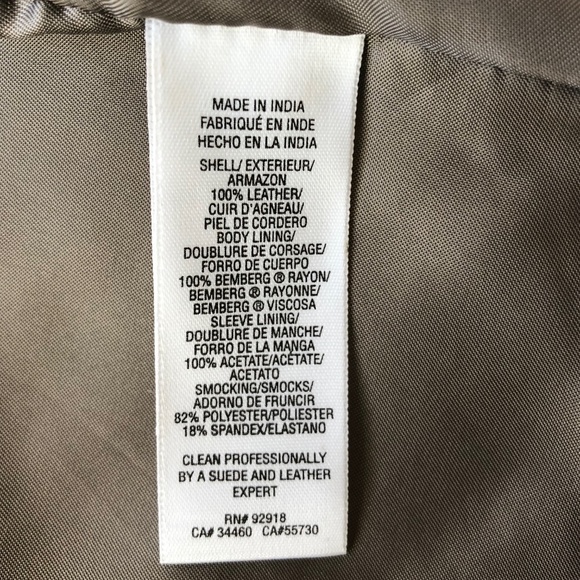 MADE IN INDIA
FABRIQUÉ EN INDE
HECHO EN LA INDIA
SHELL/ EXTERIEUR/
ARMAZON
100% LEATHER/
CUIR D'AGNEAU/
PIEL DE CORDERO
BODY LINING/
DOUBLURE DE CORSAGE/
FORRO DE CUERPO
100% BEMBERG ® RAYON/
BEMBERG ® RAYONNE/
BEMBERG ® VISCOSA
SLEEVE LINING/
DOUBLURE DE MANCHE/
FORRO DE LA MANGA
100% ACETATE/ACÉTATE/
ACETATO
SMOCKING/SMOCKS/
ADORNO DE FRUNCIR
82% POLYESTER/POLIESTER
18% SPANDEX/ELASTANO
CLEAN PROFESSIONALLY
BY A SUEDE AND LEATHER
EXPERT
RN# 92918
CA# 34460 CA#55730